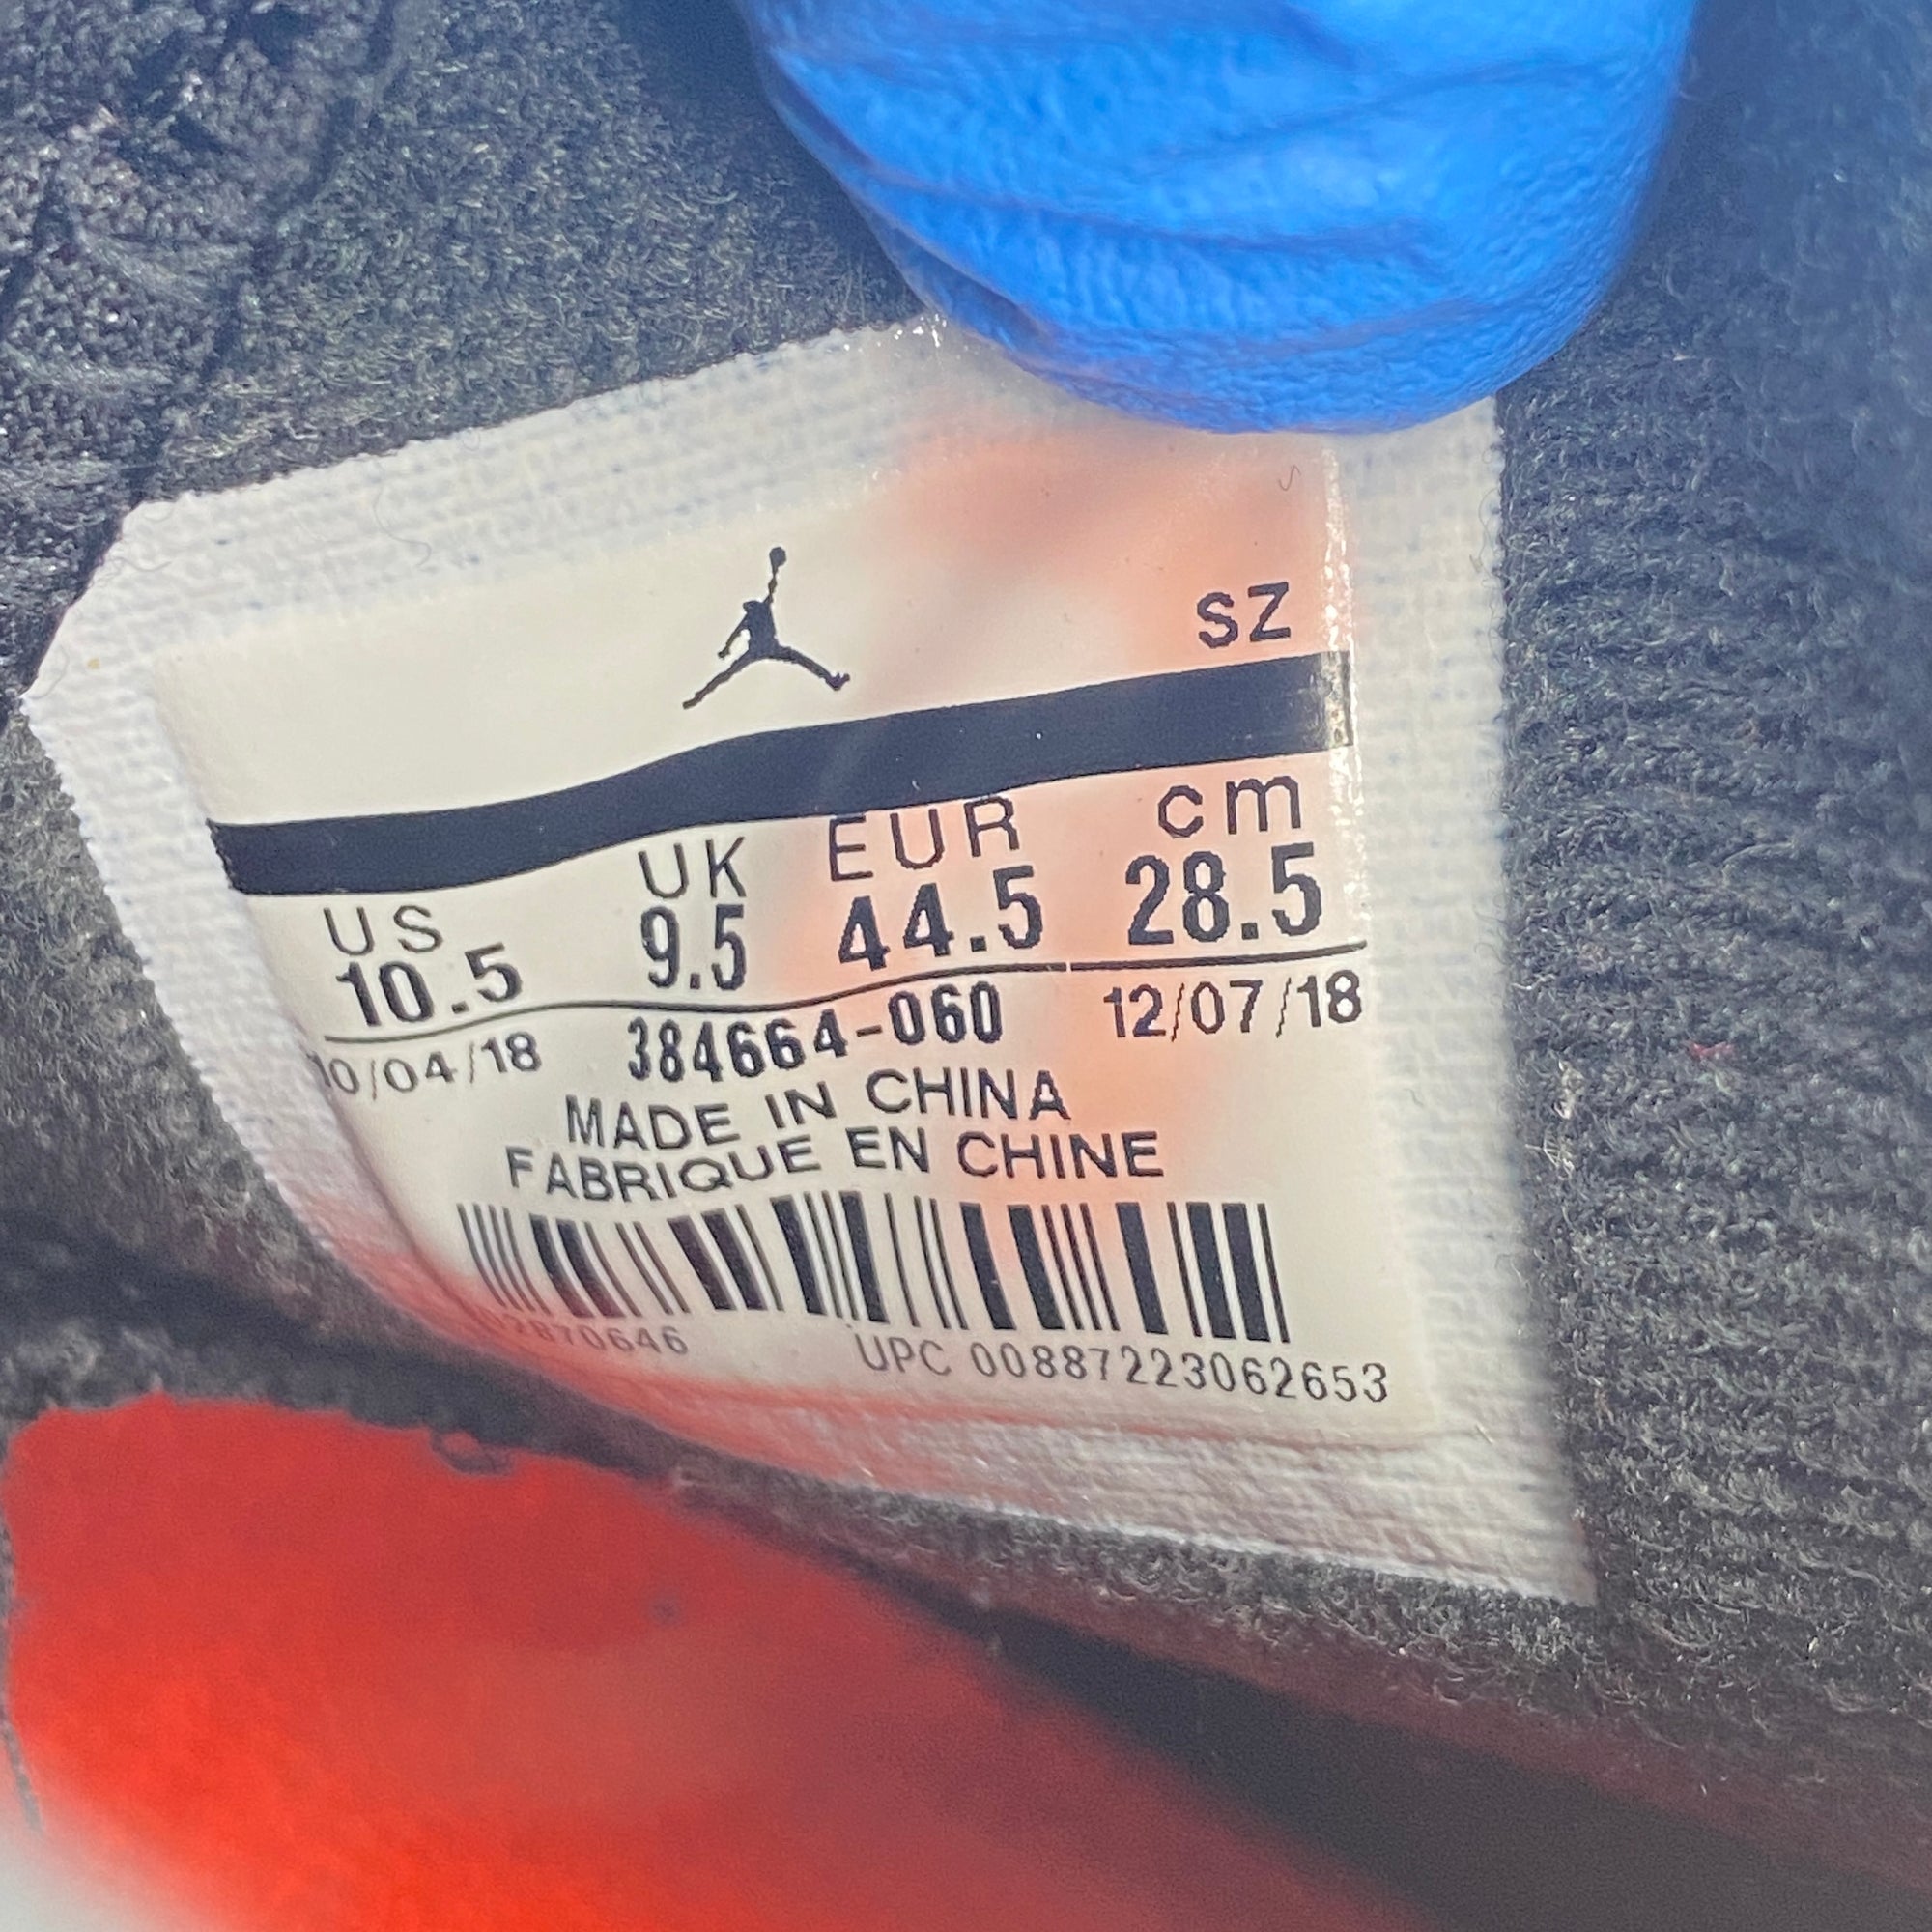 SZ
US UK EUR cm
10.5 9.5 44.5 28.5
10/04/18 384664-060 12/07/18
MADE IN CHINA
FABRIQUE EN CHINE
UPC 00887223062653